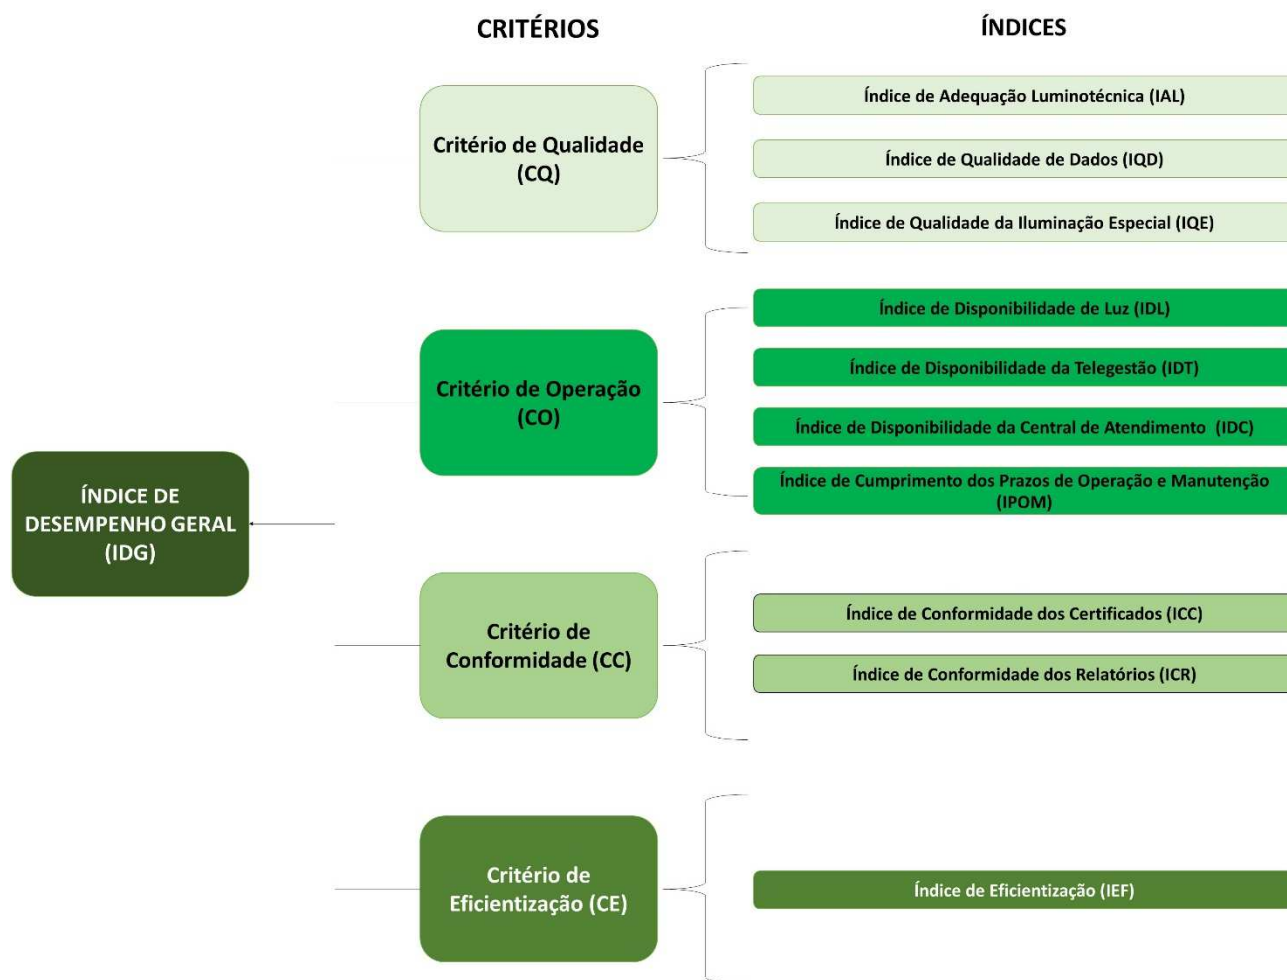 CRITÉRIOS
ÍNDICES
Critério de Qualidade
(CQ)
Índice de Adequação Luminotécnica (IAL)
Índice de Qualidade de Dados (IQD)
Índice de Qualidade da Iluminação Especial (IQE)
Critério de Operação
(CO)
Índice de Disponibilidade de Luz (IDL)
Índice de Disponibilidade da Telegestão (IDT)
Índice de Disponibilidade da Central de Atendimento (IDC)
Índice de Cumprimento dos Prazos de Operação e Manutenção
(IPOM)
ÍNDICE DE
DESEMPENHO GERAL
(IDG)
Critério de
Conformidade (CC)
Índice de Conformidade dos Certificados (ICC)
Índice de Conformidade dos Relatórios (ICR)
Critério de
Eficientização (CE)
Índice de Eficientização (IEF)